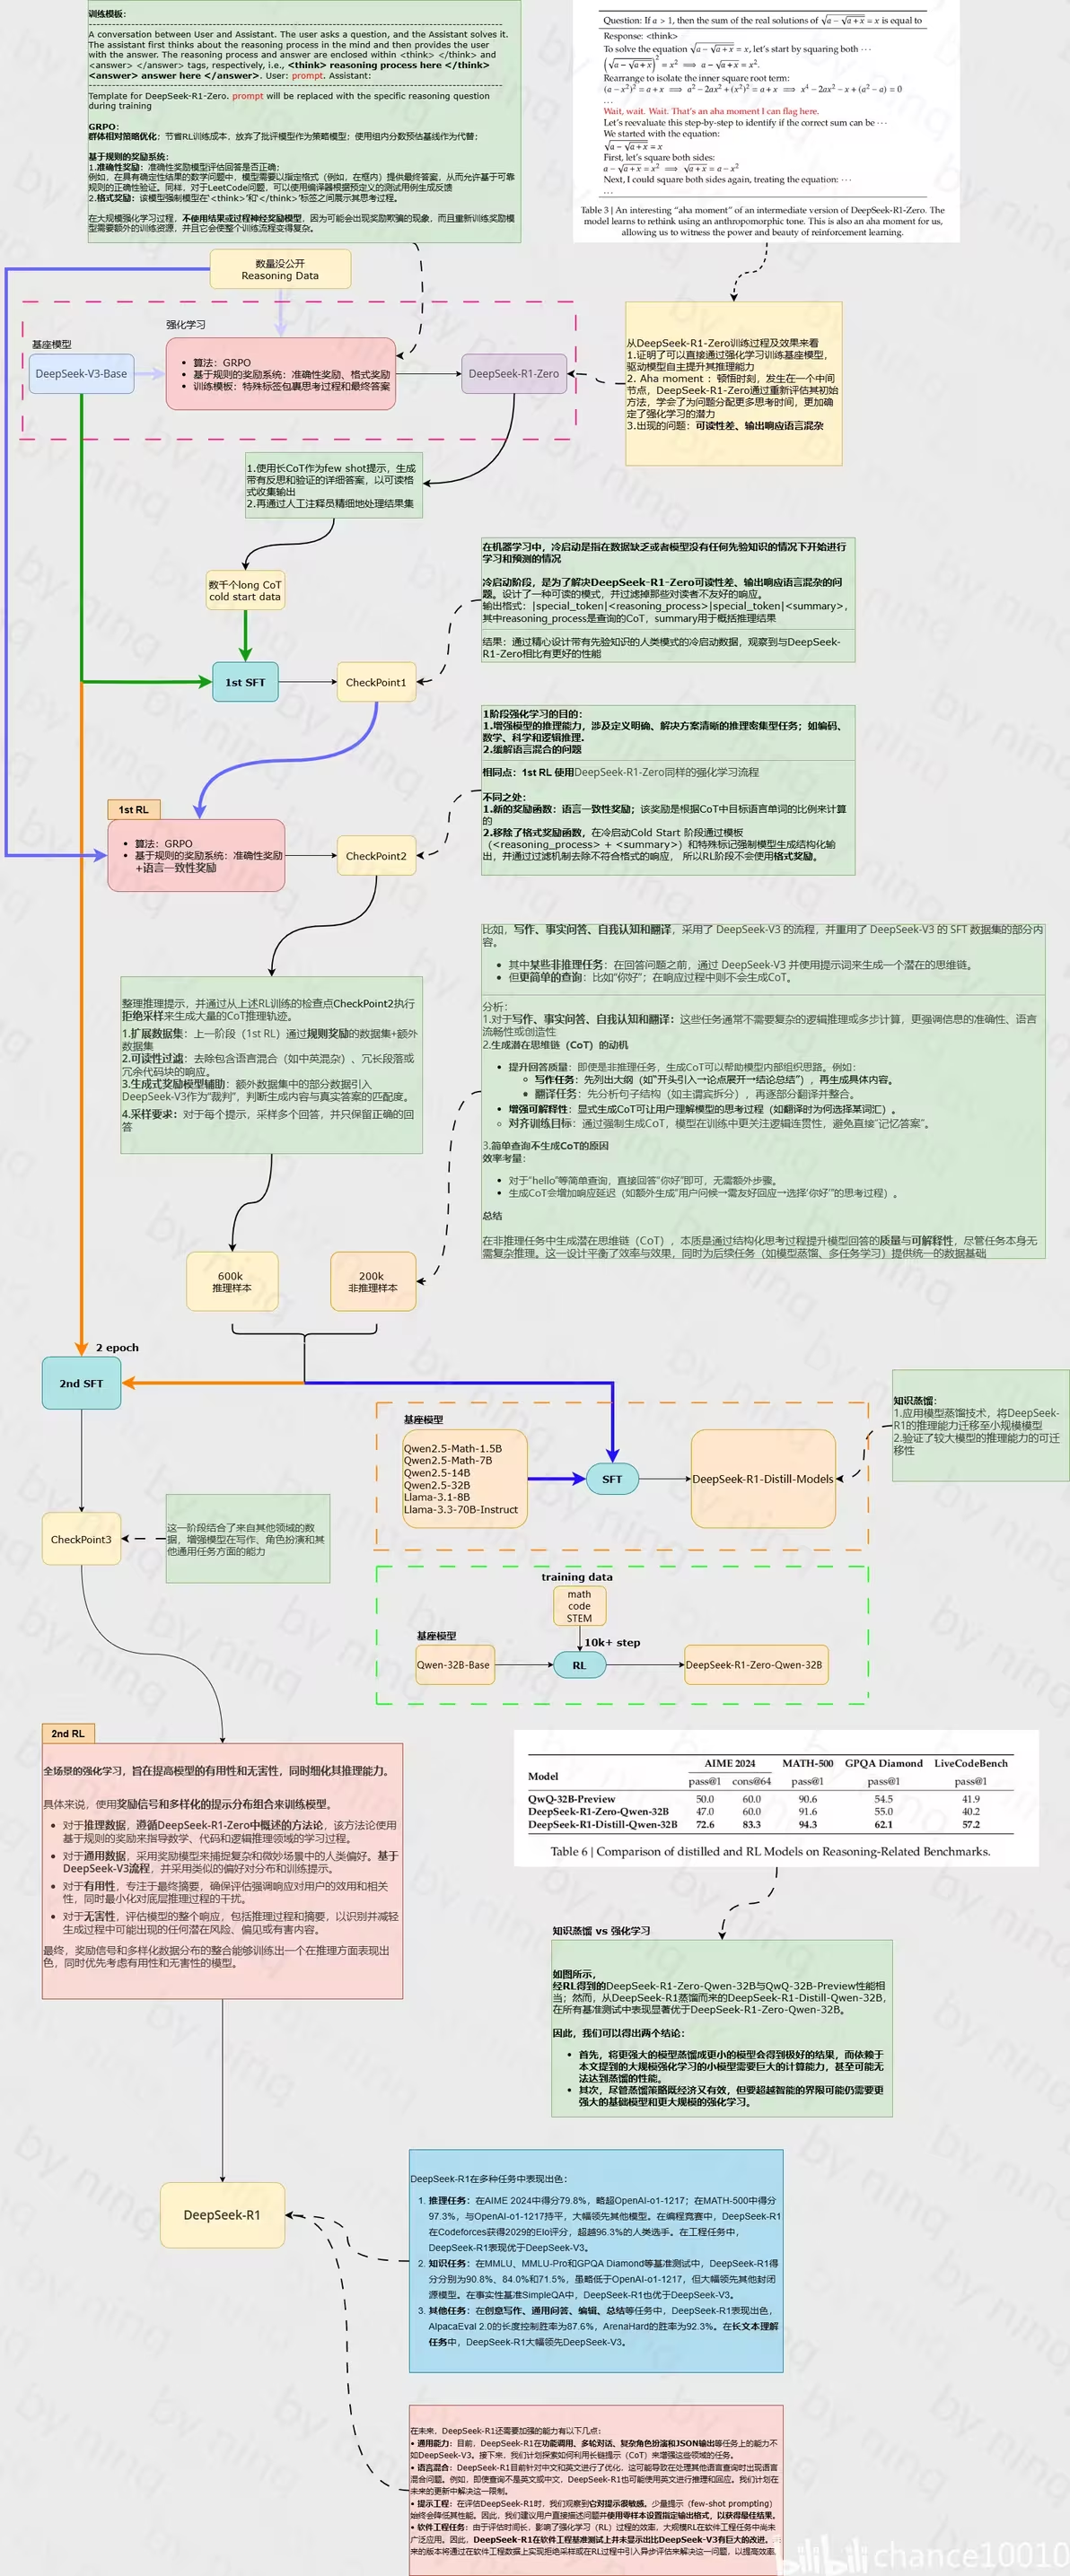 训练模板：
A conversation between User and Assistant. The user asks a question, and the Assistant solves it.
The assistant first thinks about the reasoning process in the mind and then provides the user
with the answer. The reasoning process and answer are enclosed within <think> </think> and
<answer> </answer> tags, respectively, i.e., <think> reasoning process here </think>
<answer> answer here </answer>. User: prompt. Assistant:
Template for DeepSeek-R1-Zero. prompt will be replaced with the specific reasoning question
during training
GRPO：
群体相对策略优化：节省RL训练成本，放弃了批评模型作为策略模型；使用组内分数预估基线作为代替；
基于规则的奖励系统：
1.准确性奖励：准确性奖励模型评估回答是否正确；
例如，在具有确定性结果的数学问题中，模型需要以指定格式（例如，在框内）提供最终答案，从而允许基于可靠
规则的正确性验证。同样，对于LeetCode问题，可以使用编译器根据预定义的测试用例生成反馈
2.格式奖励：该模型强制模型在'<think>'和'</think>'标签之间展示其思考过程。
在大规模强化学习过程，不使用结果或过程神经奖励模型，因为可能会出现奖励欺骗的现象，而且重新训练奖励模
型需要额外的训练资源，并且它会使整个训练流程变得复杂。
Question: If a > 1, then the sum of the real solutions of √(a − √(a + x)) = x is equal to
Response: <think>
To solve the equation √(a − √(a + x)) = x, let's start by squaring both ···
(√(a − √(a + x)))² = x² ⟹ a − √(a + x) = x².
Rearrange to isolate the inner square root term:
(a − x²)² = a + x ⟹ a² − 2ax² + (x²)² = a + x ⟹ x⁴ − 2ax² − x + (a² − a) = 0
…
Wait, wait. Wait. That's an aha moment I can flag here.
Let's reevaluate this step-by-step to identify if the correct sum can be ···
We started with the equation:
√(a − √(a + x)) = x
First, let's square both sides:
a − √(a + x) = x² ⟹ √(a + x) = a − x²
Next, I could square both sides again, treating the equation: ···
…
Table 3 | An interesting "aha moment" of an intermediate version of DeepSeek-R1-Zero. The
model learns to rethink using an anthropomorphic tone. This is also an aha moment for us,
allowing us to witness the power and beauty of reinforcement learning.
数量没公开
Reasoning Data
强化学习
基座模型
DeepSeek-V3-Base
• 算法：GRPO
• 基于规则的奖励系统：准确性奖励、格式奖励
• 训练模板：特殊标签包裹思考过程和最终答案
DeepSeek-R1-Zero
从DeepSeek-R1-Zero训练过程及效果来看
1.证明了可以直接通过强化学习训练基座模型，
驱动模型自主提升其推理能力
2. Aha moment ：顿悟时刻，发生在一个中间
节点，DeepSeek-R1-Zero通过重新评估其初始
方法，学会了为问题分配更多思考时间，更加确
定了强化学习的潜力
3.出现的问题：可读性差、输出响应语言混杂
1.使用长CoT作为few shot提示，生成
带有反思和验证的详细答案，以可读格
式收集输出
2.再通过人工注释员精细地处理结果集
数千个long CoT
cold start data
在机器学习中，冷启动是指在数据缺乏或者模型没有任何先验知识的情况下开始进行
学习和预测的情况
冷启动阶段，是为了解决DeepSeek-R1-Zero可读性差、输出响应语言混杂的问
题。设计了一种可读的模式，并过滤掉那些对读者不友好的响应。
输出格式：|special_token|<reasoning_process>|special_token|<summary>，
其中reasoning_process是查询的CoT，summary用于概括推理结果
结果：通过精心设计带有先验知识的人类模式的冷启动数据，观察到与DeepSeek-
R1-Zero相比有更好的性能
1st SFT
CheckPoint1
1阶段强化学习的目的：
1.增强模型的推理能力，涉及定义明确、解决方案清晰的推理密集型任务；如编码、
数学、科学和逻辑推理.
2.缓解语言混合的问题
相同点：1st RL 使用DeepSeek-R1-Zero同样的强化学习流程
不同之处：
1.新的奖励函数：语言一致性奖励；该奖励是根据CoT中目标语言单词的比例来计算
的
2.移除了格式奖励函数，在冷启动Cold Start 阶段通过模板
（<reasoning_process> + <summary>）和特殊标记强制模型生成结构化输
出，并通过过滤机制去除不符合格式的响应， 所以RL阶段不会使用格式奖励。
1st RL
• 算法：GRPO
• 基于规则的奖励系统：准确性奖励
+语言一致性奖励
CheckPoint2
比如，写作、事实问答、自我认知和翻译，采用了 DeepSeek-V3 的流程，并重用了 DeepSeek-V3 的 SFT 数据集的部分内
容。
• 其中某些非推理任务：在回答问题之前，通过 DeepSeek-V3 并使用提示词来生成一个潜在的思维链。
• 但更简单的查询：比如“你好”；在响应过程中则不会生成CoT。
分析：
1.对于写作、事实问答、自我认知和翻译：这些任务通常不需要复杂的逻辑推理或多步计算，更强调信息的准确性、语言
流畅性或创造性
2.生成潜在思维链（CoT）的动机
• 提升回答质量：即使是非推理任务，生成CoT可以帮助模型内部组织思路。例如：
◦ 写作任务：先列出大纲（如“开头引入→论点展开→结论总结”），再生成具体内容。
◦ 翻译任务：先分析句子结构（如主谓宾拆分），再逐部分翻译并整合。
• 增强可解释性：显式生成CoT可让用户理解模型的思考过程（如翻译时为何选择某词汇）。
• 对齐训练目标：通过强制生成CoT，模型在训练中更关注逻辑连贯性，避免直接“记忆答案”。
3.简单查询不生成CoT的原因
效率考量：
• 对于“hello”等简单查询，直接回答“你好”即可，无需额外步骤。
• 生成CoT会增加响应延迟（如额外生成“用户问候→需友好回应→选择‘你好’”的思考过程）。
总结
在非推理任务中生成潜在思维链（CoT），本质是通过结构化思考过程提升模型回答的质量与可解释性，尽管任务本身无
需复杂推理。这一设计平衡了效率与效果，同时为后续任务（如模型蒸馏、多任务学习）提供统一的数据基础
整理推理提示，并通过从上述RL训练的检查点CheckPoint2执行
拒绝采样来生成大量的CoT推理轨迹。
1.扩展数据集：上一阶段（1st RL）通过规则奖励的数据集+额外
数据集
2.可读性过滤：去除包含语言混合（如中英混杂）、冗长段落或
冗余代码块的响应。
3.生成式奖励模型辅助：额外数据集中的部分数据引入
DeepSeek-V3作为“裁判”，判断生成内容与真实答案的匹配度。
4.采样要求：对于每个提示，采样多个回答，并只保留正确的回
答
600k
推理样本
200k
非推理样本
2 epoch
2nd SFT
基座模型
Qwen2.5-Math-1.5B
Qwen2.5-Math-7B
Qwen2.5-14B
Qwen2.5-32B
Llama-3.1-8B
Llama-3.3-70B-Instruct
SFT
DeepSeek-R1-Distill-Models
知识蒸馏：
1.应用模型蒸馏技术，将DeepSeek-
R1的推理能力迁移至小规模模型
2.验证了较大模型的推理能力的可迁
移性
CheckPoint3
这一阶段结合了来自其他领域的数
据，增强模型在写作、角色扮演和其
他通用任务方面的能力
training data
math
code
STEM
基座模型
10k+ step
Qwen-32B-Base
RL
DeepSeek-R1-Zero-Qwen-32B
2nd RL
全场景的强化学习，旨在提高模型的有用性和无害性，同时细化其推理能力。
具体来说，使用奖励信号和多样化的提示分布组合来训练模型。
• 对于推理数据，遵循DeepSeek-R1-Zero中概述的方法论，该方法论使用
基于规则的奖励来指导数学、代码和逻辑推理领域的学习过程。
• 对于通用数据，采用奖励模型来捕捉复杂和微妙场景中的人类偏好。基于
DeepSeek-V3流程，并采用类似的偏好对分布和训练提示。
• 对于有用性，专注于最终摘要，确保评估强调响应对用户的效用和相关
性，同时最小化对底层推理过程的干扰。
• 对于无害性，评估模型的整个响应，包括推理过程和摘要，以识别并减轻
生成过程中可能出现的任何潜在风险、偏见或有害内容。
最终，奖励信号和多样化数据分布的整合能够训练出一个在推理方面表现出
色，同时优先考虑有用性和无害性的模型。
Model AIME 2024 MATH-500 GPQA Diamond LiveCodeBench
pass@1 cons@64 pass@1 pass@1 pass@1
QwQ-32B-Preview 50.0 60.0 90.6 54.5 41.9
DeepSeek-R1-Zero-Qwen-32B 47.0 60.0 91.6 55.0 40.2
DeepSeek-R1-Distill-Qwen-32B 72.6 83.3 94.3 62.1 57.2
Table 6 | Comparison of distilled and RL Models on Reasoning-Related Benchmarks.
知识蒸馏 vs 强化学习
如图所示，
经RL得到的DeepSeek-R1-Zero-Qwen-32B与QwQ-32B-Preview性能相
当；然而，从DeepSeek-R1蒸馏而来的DeepSeek-R1-Distill-Qwen-32B，
在所有基准测试中表现显著优于DeepSeek-R1-Zero-Qwen-32B。
因此，我们可以得出两个结论：
• 首先，将更强大的模型蒸馏成更小的模型会得到极好的结果，而依赖于
本文提到的大规模强化学习的小模型需要巨大的计算能力，甚至可能无
法达到蒸馏的性能。
• 其次，尽管蒸馏策略既经济又有效，但要超越智能的界限可能仍需要更
强大的基础模型和更大规模的强化学习。
DeepSeek-R1
DeepSeek-R1在多种任务中表现出色：
1. 推理任务：在AIME 2024中得分79.8%，略超OpenAI-o1-1217；在MATH-500中得分
97.3%，与OpenAI-o1-1217持平，大幅领先其他模型。在编程竞赛中，DeepSeek-R1
在Codeforces获得2029的Elo评分，超越96.3%的人类选手。在工程任务中，
DeepSeek-R1表现优于DeepSeek-V3。
2. 知识任务：在MMLU、MMLU-Pro和GPQA Diamond等基准测试中，DeepSeek-R1得
分分别为90.8%、84.0%和71.5%，虽略低于OpenAI-o1-1217，但大幅领先其他封闭
源模型。在事实性基准SimpleQA中，DeepSeek-R1也优于DeepSeek-V3。
3. 其他任务：在创意写作、通用问答、编辑、总结等任务中，DeepSeek-R1表现出色，
AlpacaEval 2.0的长度控制胜率为87.6%，ArenaHard的胜率为92.3%。在长文本理解
任务中，DeepSeek-R1大幅领先DeepSeek-V3。
在未来，DeepSeek-R1还需要加强的能力有以下几点：
• 通用能力：目前，DeepSeek-R1在功能调用、多轮对话、复杂角色扮演和JSON输出等任务上的能力不
如DeepSeek-V3。接下来，我们计划探索如何利用长链提示（CoT）来增强这些领域的任务。
• 语言混合：DeepSeek-R1目前针对中文和英文进行了优化，这可能导致在处理其他语言查询时出现语言
混合问题。例如，即使查询不是英文或中文，DeepSeek-R1也可能使用英文进行推理和回应。我们计划在
未来的更新中解决这一限制。
• 提示工程：在评估DeepSeek-R1时，我们观察到它对提示很敏感。少量提示（few-shot prompting）
始终会降低其性能。因此，我们建议用户直接描述问题并使用零样本设置指定输出格式，以获得最佳结果。
• 软件工程任务：由于评估时间长，影响了强化学习（RL）过程的效率，大规模RL在软件工程任务中尚未
广泛应用。因此，DeepSeek-R1在软件工程基准测试上并未显示出比DeepSeek-V3有巨大的改进。
来的版本将通过在软件工程数据上实现拒绝采样或在RL过程中引入异步评估来解决这一问题，以提高效率
bilibili chance10010
by ninq